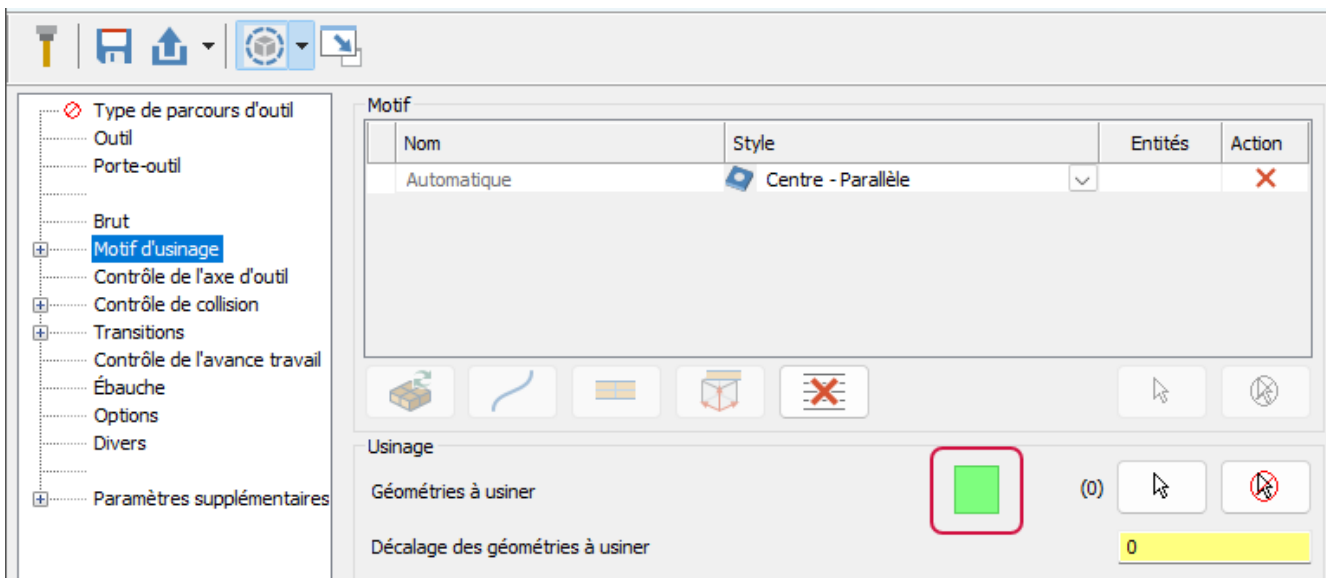 Type de parcours d'outil
Outil
Porte-outil
Brut
Motif d'usinage
Contrôle de l'axe d'outil
Contrôle de collision
Transitions
Contrôle de l'avance travail
Ébauche
Options
Divers
Paramètres supplémentaires
Motif
Nom Style Entités Action
Automatique Centre - Parallèle
Usinage
Géométries à usiner (0)
Décalage des géométries à usiner 0